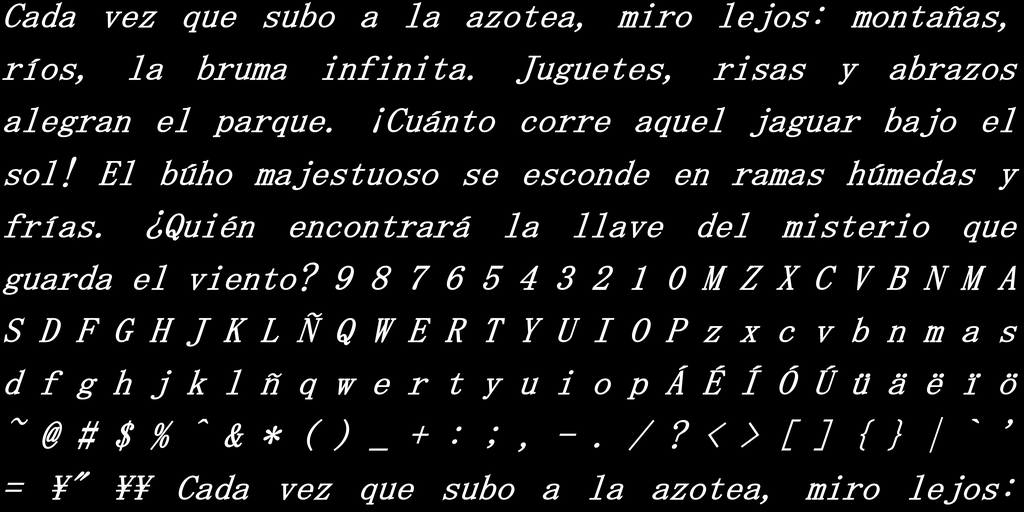 Cada vez que subo a la azotea, miro lejos: montañas,
ríos, la bruma infinita. Juguetes, risas y abrazos
alegran el parque. ¡Cuánto corre aquel jaguar bajo el
sol! El búho majestuoso se esconde en ramas húmedas y
frías. ¿Quién encontrará la llave del misterio que
guarda el viento? 9 8 7 6 5 4 3 2 1 0 M Z X C V B N M A
S D F G H J K L Ñ Q W E R T Y U I O P z x c v b n m a s
d f g h j k l ñ q w e r t y u i o p Á É Í Ó Ú ü ä ë ï ö
~ @ # $ % ^ & * ( ) _ + : ; , - . / ? < > [ ] { } | ` '
= ¥" ¥¥ Cada vez que subo a la azotea, miro lejos: